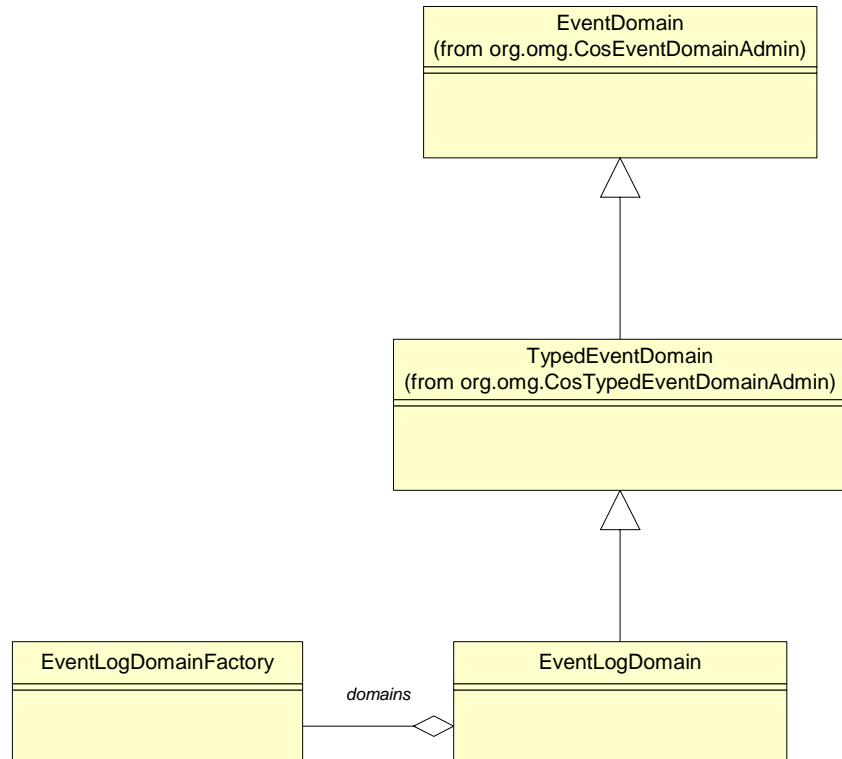 EventDomain
(from org.omg.CosEventDomainAdmin)
TypedEventDomain
(from org.omg.CosTypedEventDomainAdmin)
EventLogDomainFactory
domains
EventLogDomain